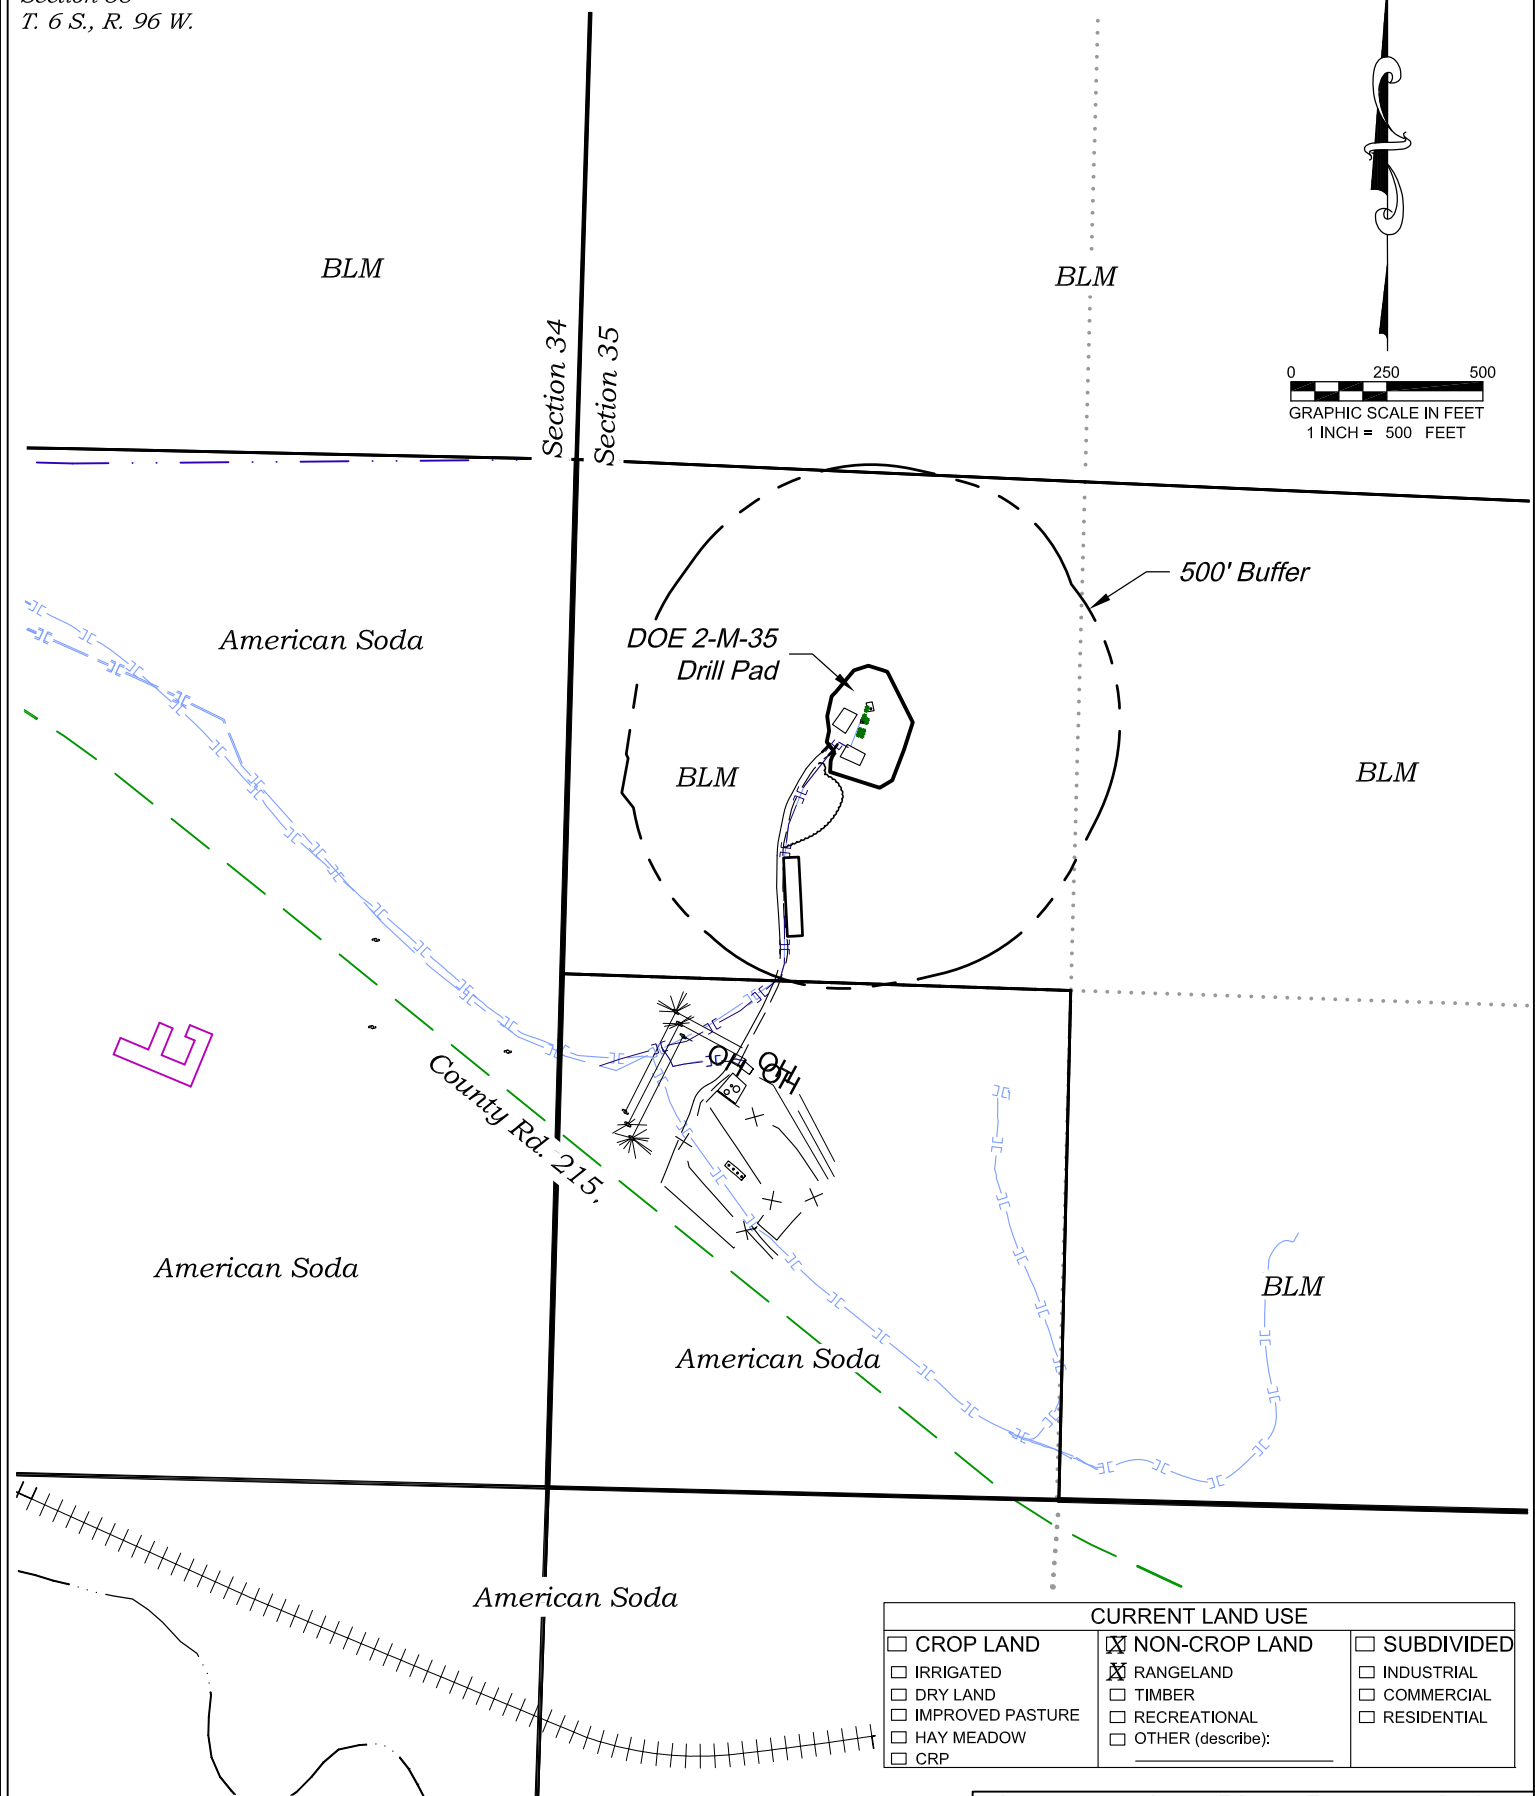 T. 6 S., R. 96 W.
BLM
BLM
Section 34
Section 35
0 250 500
GRAPHIC SCALE IN FEET
1 INCH = 500 FEET
500' Buffer
American Soda
DOE 2-M-35
Drill Pad
BLM
BLM
OH OH
OH
County Rd. 215,
American Soda
BLM
American Soda
American Soda
CURRENT LAND USE
CROP LAND
IRRIGATED
DRY LAND
IMPROVED PASTURE
HAY MEADOW
CRP
X NON-CROP LAND
X RANGELAND
TIMBER
RECREATIONAL
OTHER (describe):
SUBDIVIDED
INDUSTRIAL
COMMERCIAL
RESIDENTIAL